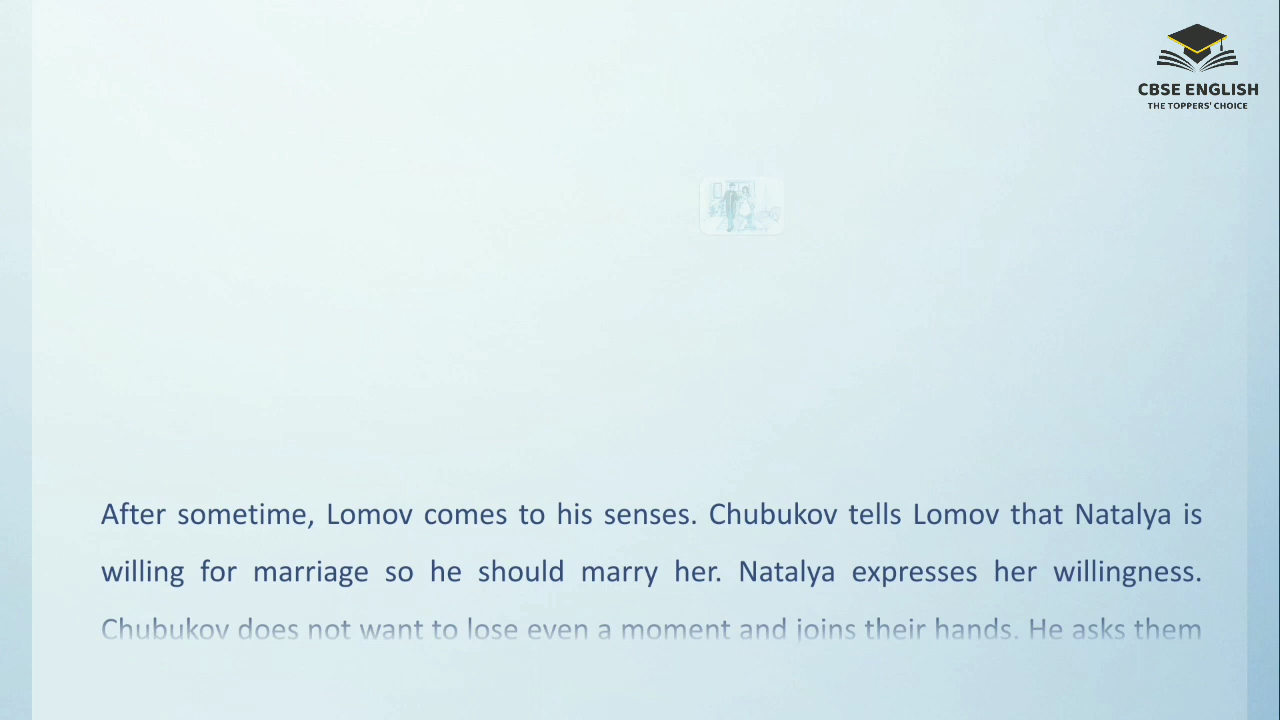 CBSE ENGLISH
THE TOPPERS' CHOICE
After sometime, Lomov comes to his senses. Chubukov tells Lomov that Natalya is
willing for marriage so he should marry her. Natalya expresses her willingness.
Chubukov does not want to lose even a moment and joins their hands. He asks them